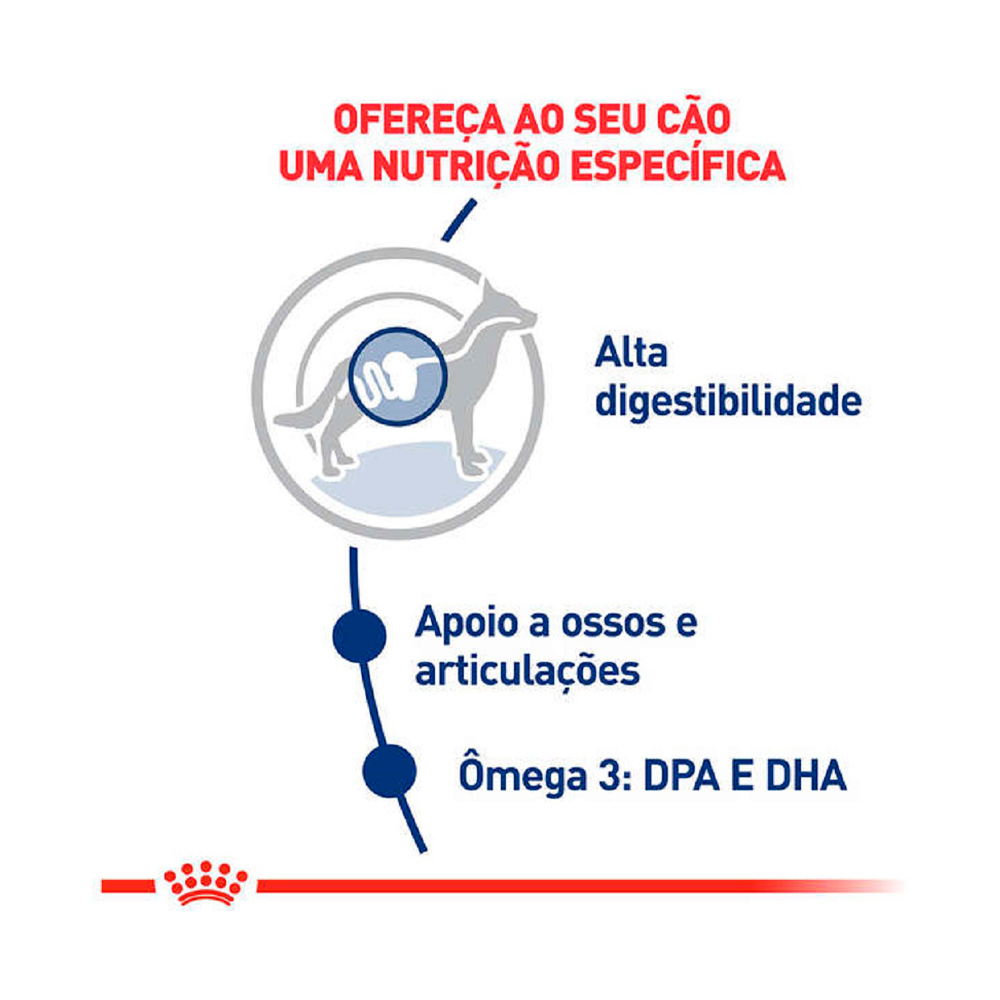 OFEREÇA AO SEU CÃO
UMA NUTRIÇÃO ESPECÍFICA
Alta
digestibilidade
Apoio a ossos e
articulações
Ômega 3: DPA E DHA